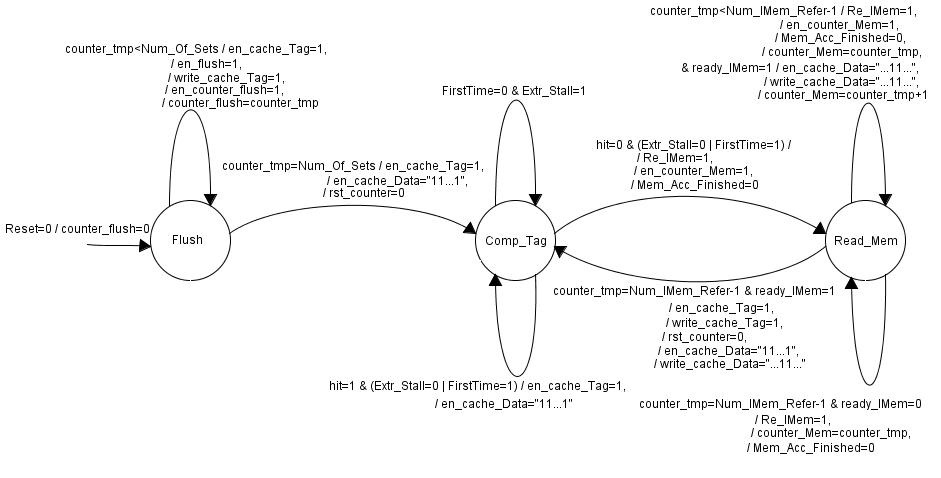 counter_tmp<Num_Of_Sets / en_cache_Tag=1,
/ en_flush=1,
/ write_cache_Tag=1,
/ en_counter_flush=1,
/ counter_flush=counter_tmp
counter_tmp=Num_Of_Sets / en_cache_Tag=1,
/ en_cache_Data="11...1",
/ rst_counter=0
Reset=0 / counter_flush=0
Flush
FirstTime=0 & Extr_Stall=1
Comp_Tag
hit=1 & (Extr_Stall=0 | FirstTime=1) / en_cache_Tag=1,
/ en_cache_Data="11...1"
hit=0 & (Extr_Stall=0 | FirstTime=1) /
/ Re_IMem=1,
/ en_counter_Mem=1,
/ Mem_Acc_Finished=0
counter_tmp=Num_IMem_Refer-1 & ready_IMem=1
/ en_cache_Tag=1,
/ write_cache_Tag=1,
/ rst_counter=0,
/ en_cache_Data="11...1",
/ write_cache_Data="...11..."
counter_tmp<Num_IMem_Refer-1 / Re_IMem=1,
/ en_counter_Mem=1,
/ Mem_Acc_Finished=0,
/ counter_Mem=counter_tmp,
& ready_IMem=1 / en_cache_Data="...11...",
/ write_cache_Data="...11...",
/ counter_Mem=counter_tmp+1
Read_Mem
counter_tmp=Num_IMem_Refer-1 & ready_IMem=0
/ Re_IMem=1,
/ counter_Mem=counter_tmp,
/ Mem_Acc_Finished=0